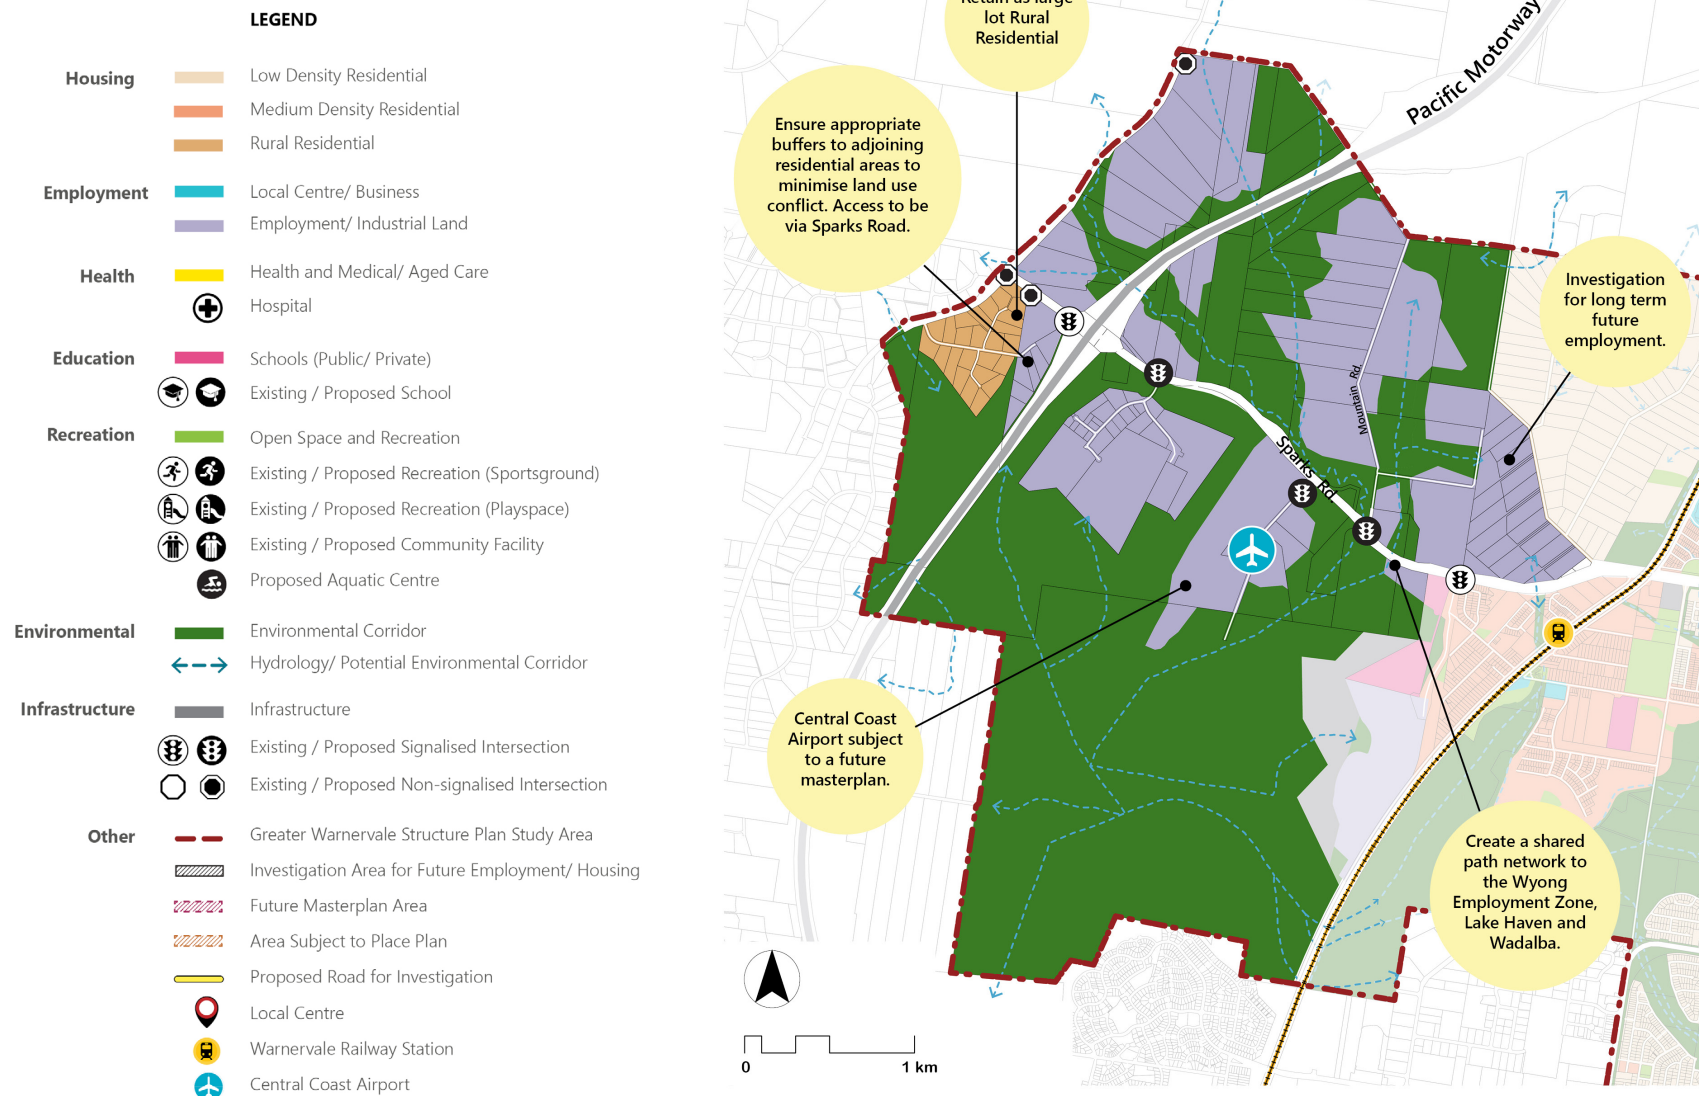 LEGEND
Housing
Low Density Residential
Medium Density Residential
Rural Residential
Employment
Local Centre/ Business
Employment/ Industrial Land
Health
Health and Medical/ Aged Care
Hospital
Education
Schools (Public/ Private)
Existing / Proposed School
Recreation
Open Space and Recreation
Existing / Proposed Recreation (Sportsground)
Existing / Proposed Recreation (Playspace)
Existing / Proposed Community Facility
Proposed Aquatic Centre
Environmental
Environmental Corridor
Hydrology/ Potential Environmental Corridor
Infrastructure
Infrastructure
Existing / Proposed Signalised Intersection
Existing / Proposed Non-signalised Intersection
Other
Greater Warnervale Structure Plan Study Area
Investigation Area for Future Employment/ Housing
Future Masterplan Area
Area Subject to Place Plan
Proposed Road for Investigation
Local Centre
Warnervale Railway Station
Central Coast Airport
Retain as large
lot Rural
Residential
Ensure appropriate
buffers to adjoining
residential areas to
minimise land use
conflict. Access to be
via Sparks Road.
Pacific Motorway
Investigation
for long term
future
employment.
Mountain Rd.
Sparks Rd
Central Coast
Airport subject
to a future
masterplan.
Create a shared
path network to
the Wyong
Employment Zone,
Lake Haven and
Wadalba.
0 1 km